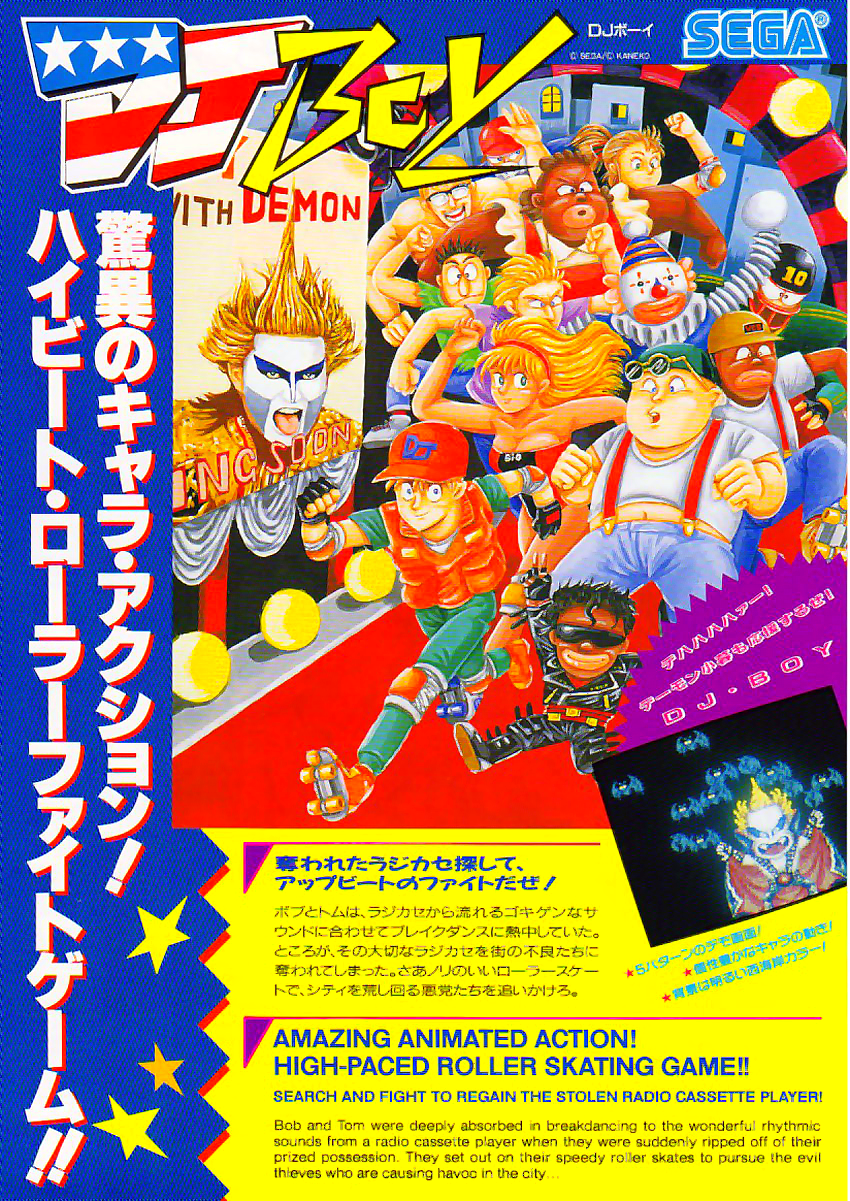 DJ Boy
DJボーイ
SEGA®
© SEGA/© KANEKO
WITH DEMON
ING SOON
驚異のキャラ・アクション!
ハイビート・ローラーファイトゲーム!!
DJ
10
デハハハハァー!
デーモン小暮も応援するぜ!
DJ・BOY
★5パターンのデモ画面!
★個性豊かなキャラの動き!
★背景は明るい西海岸カラー!
奪われたラジカセ探して、
アップビートのファイトだぜ!
ボブとトムは、ラジカセから流れるゴキゲンなサ
ウンドに合わせてブレイクダンスに熱中していた。
ところが、その大切なラジカセを街の不良たちに
奪われてしまった。さあノリのいいローラースケー
トで、シティを荒し回る悪党たちを追いかけろ。
AMAZING ANIMATED ACTION!
HIGH-PACED ROLLER SKATING GAME!!
SEARCH AND FIGHT TO REGAIN THE STOLEN RADIO CASSETTE PLAYER!
Bob and Tom were deeply absorbed in breakdancing to the wonderful rhythmic
sounds from a radio cassette player when they were suddenly ripped off of their
prized possession. They set out on their speedy roller skates to pursue the evil
thieves who are causing havoc in the city...